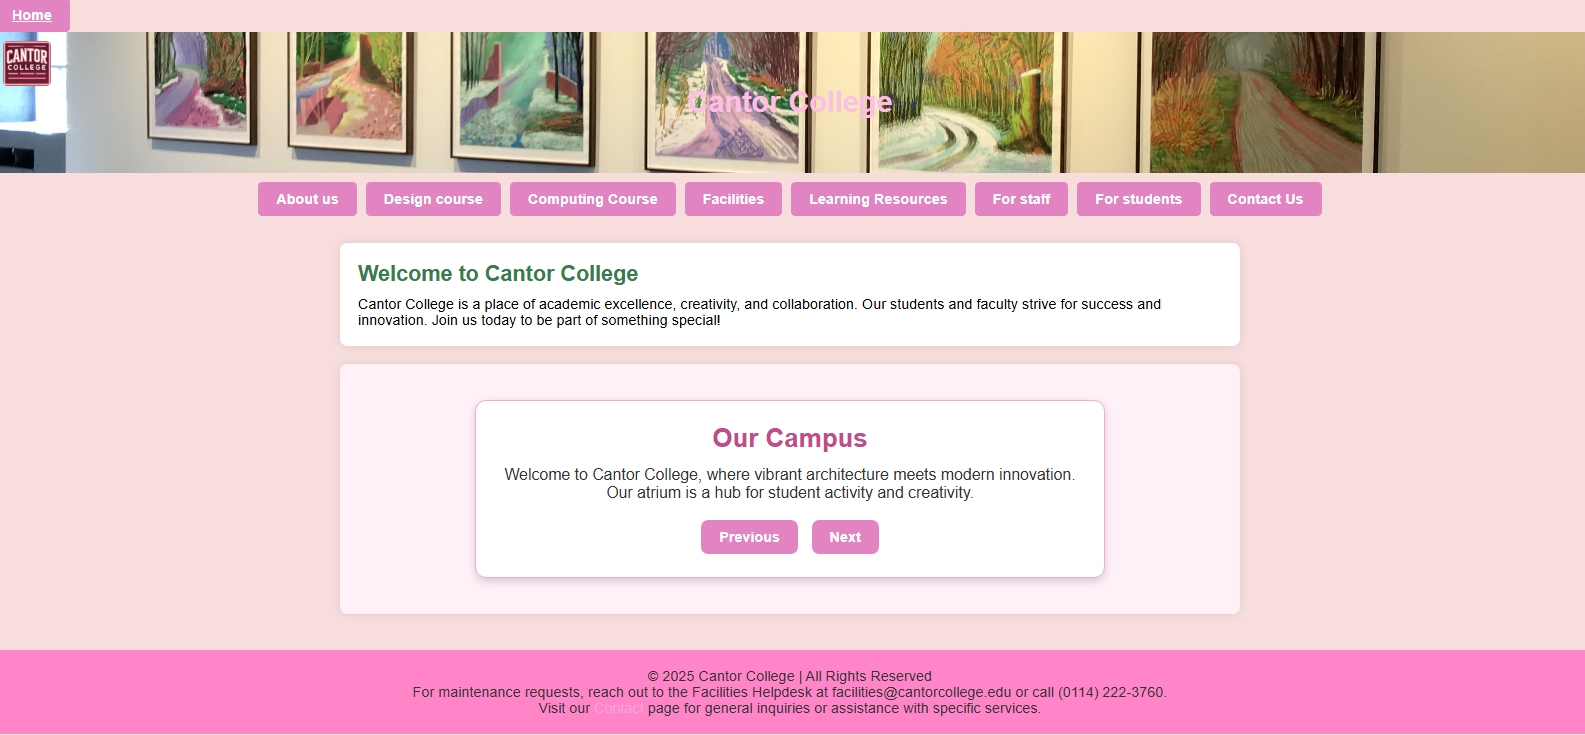 Home
CANTOR
COLLEGE
Cantor College
About us
Design course
Computing Course
Facilities
Learning Resources
For staff
For students
Contact Us
Welcome to Cantor College
Cantor College is a place of academic excellence, creativity, and collaboration. Our students and faculty strive for success and
innovation. Join us today to be part of something special!
Our Campus
Welcome to Cantor College, where vibrant architecture meets modern innovation.
Our atrium is a hub for student activity and creativity.
Previous
Next
© 2025 Cantor College | All Rights Reserved
For maintenance requests, reach out to the Facilities Helpdesk at facilities@cantorcollege.edu or call (0114) 222-3760.
Visit our Contact page for general inquiries or assistance with specific services.